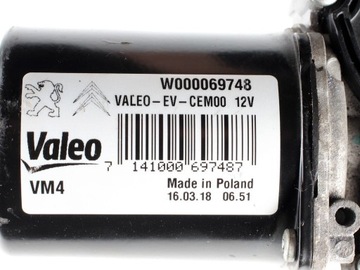 W000069748
VALEO-EV-CEM00 12V
Valeo
7 141000 697487
VM4
Made in Poland
16.03.18 06.51